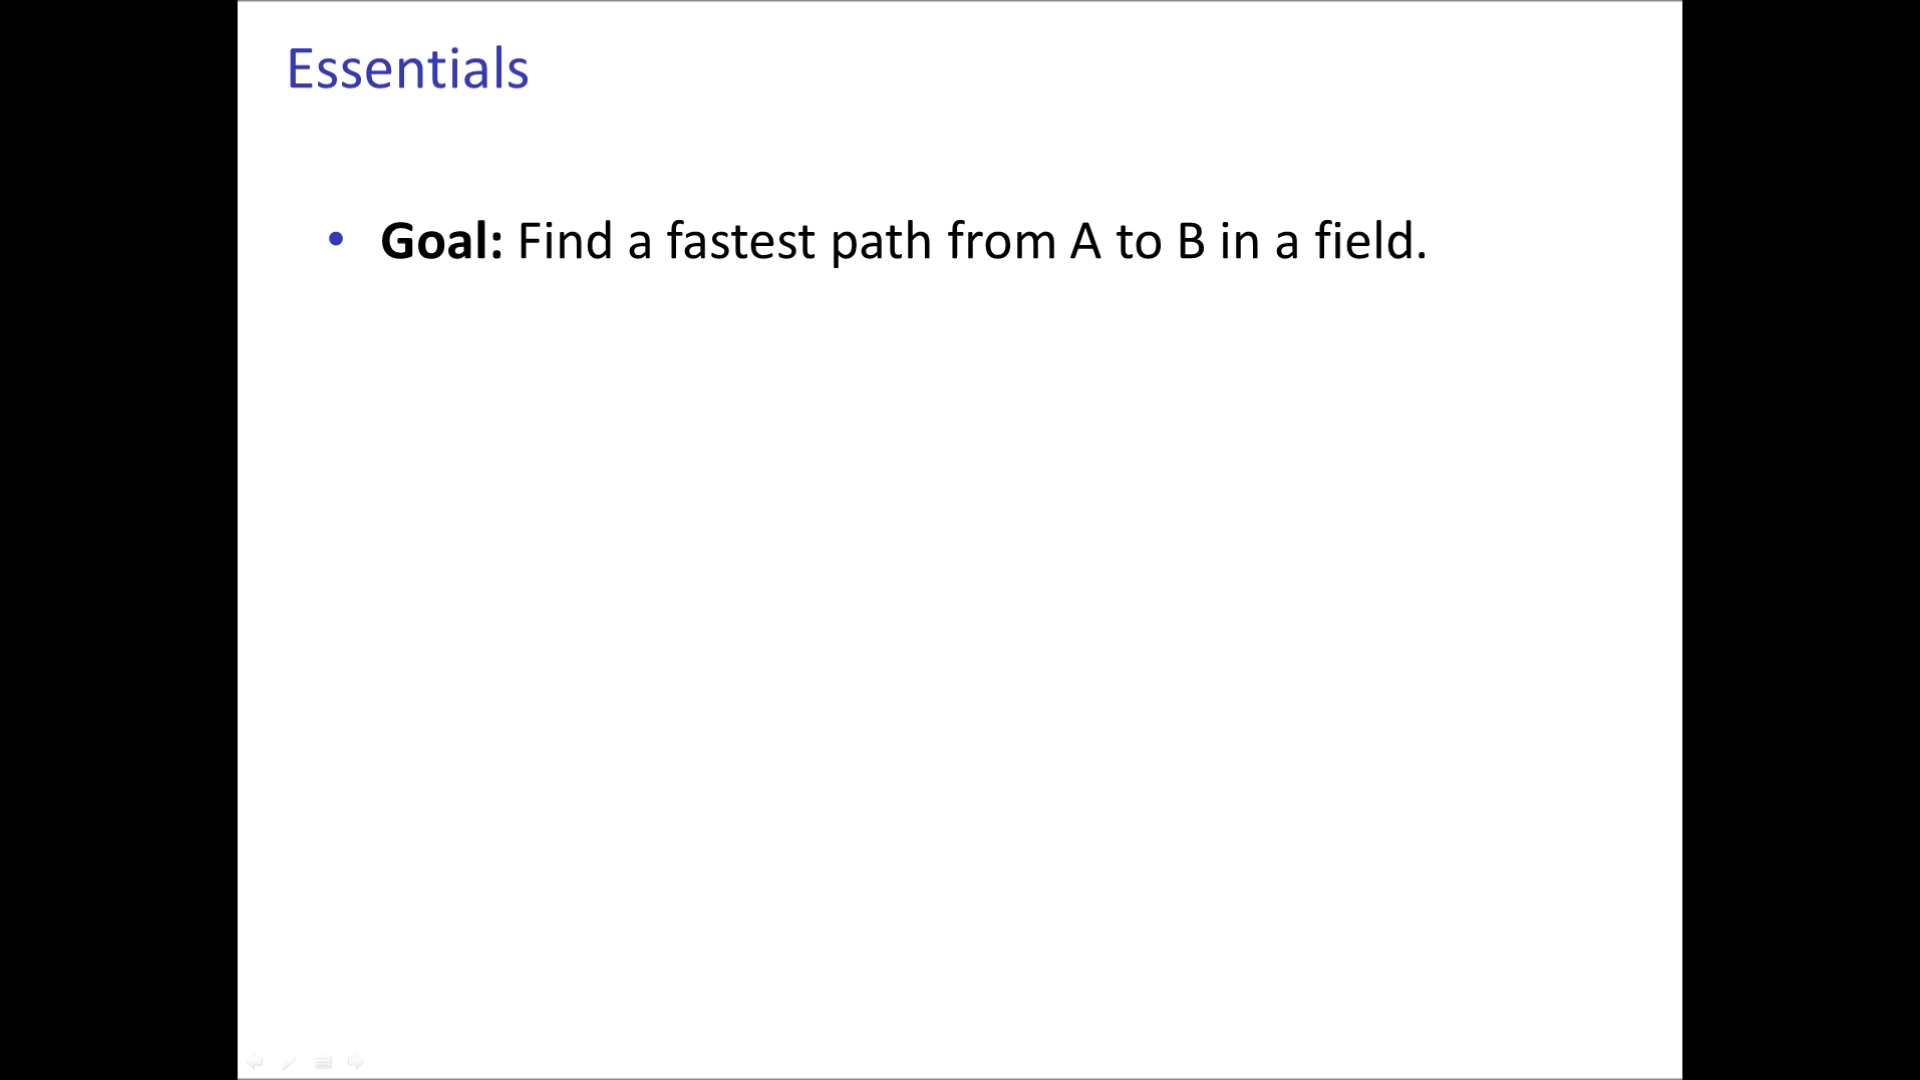 Essentials
• Goal: Find a fastest path from A to B in a field.